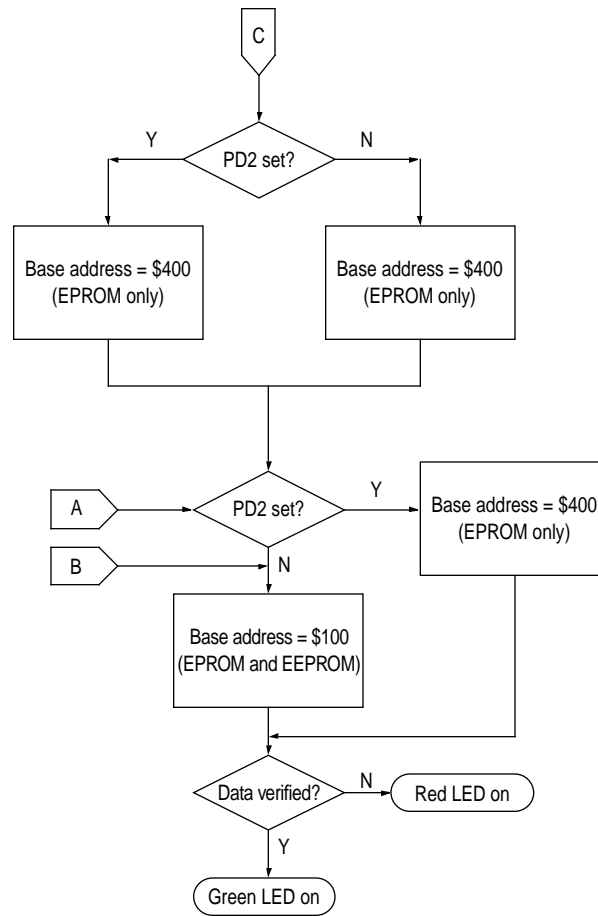 C
PD2 set?
Y
N
Base address = $400
(EPROM only)
Base address = $400
(EPROM only)
A
PD2 set?
Y
Base address = $400
(EPROM only)
B
N
Base address = $100
(EPROM and EEPROM)
Data verified?
N
Red LED on
Y
Green LED on